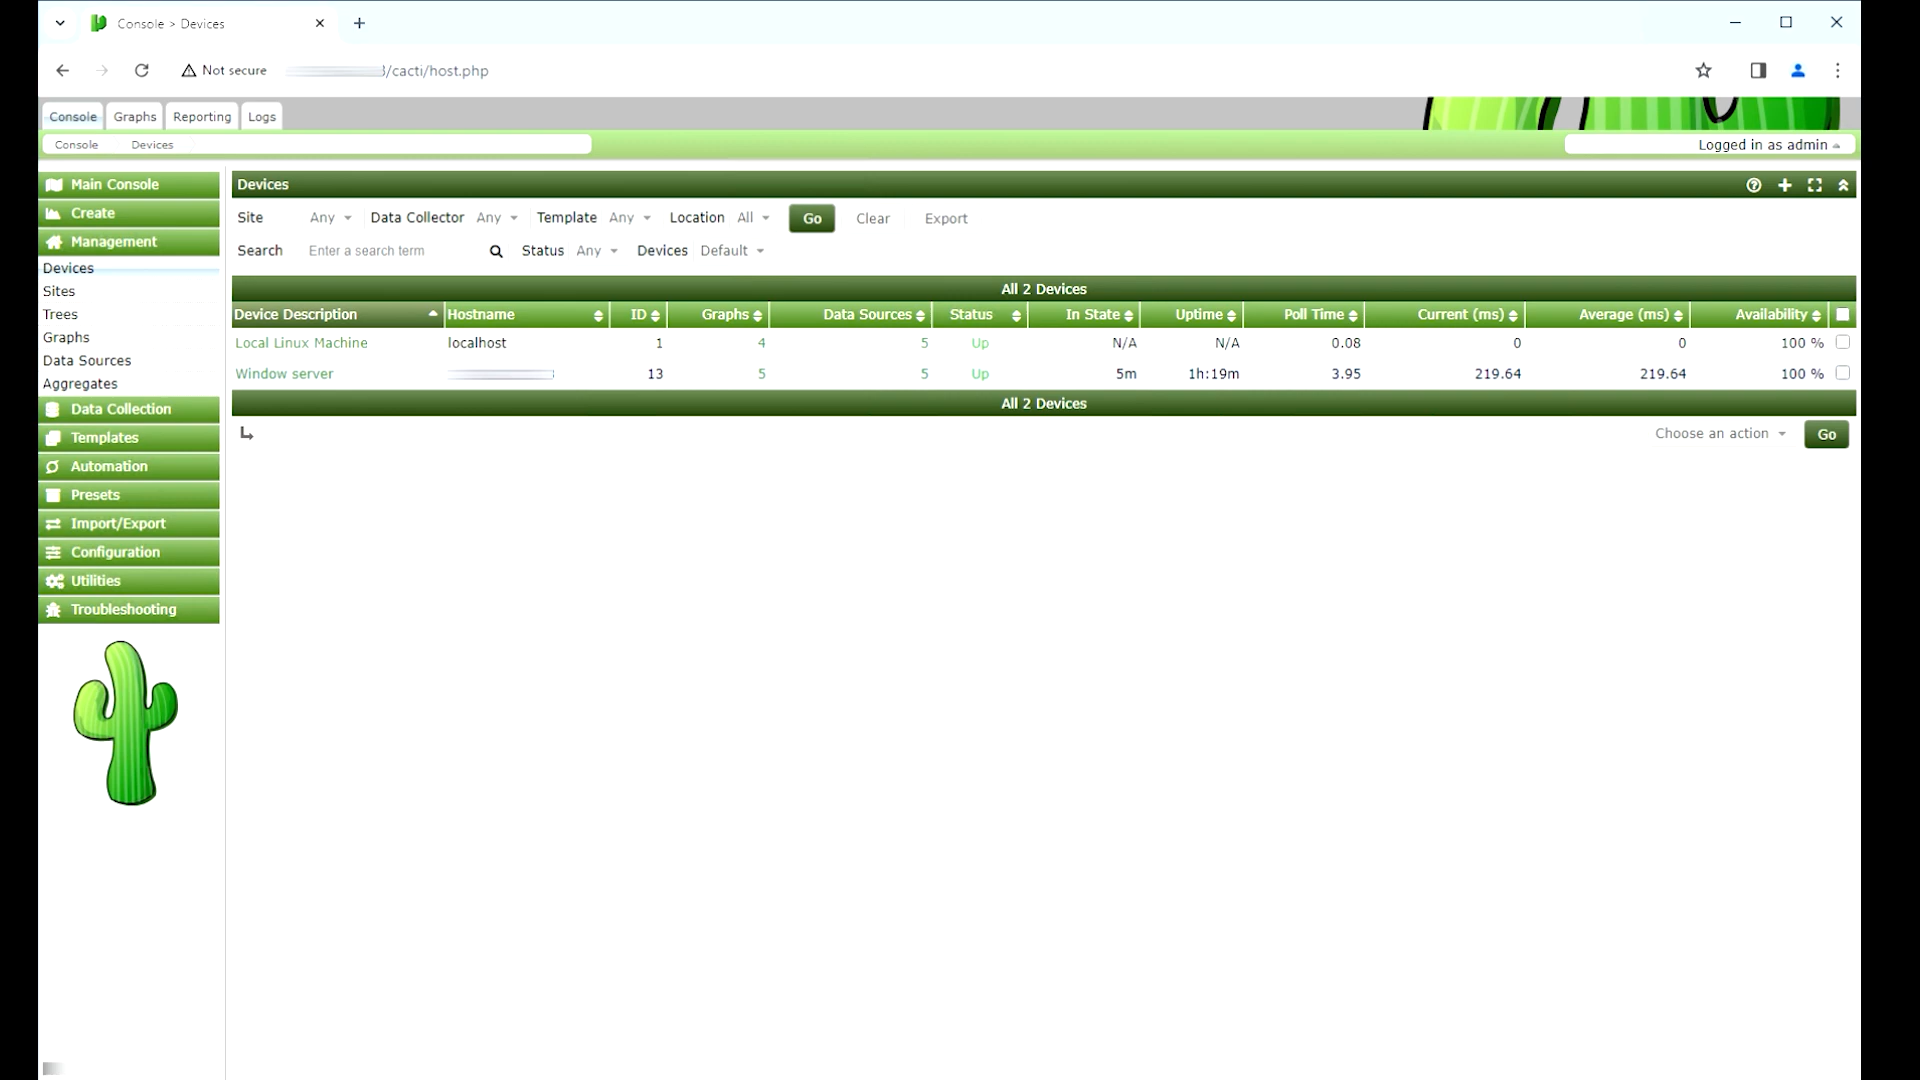 Console > Devices
Not secure /cacti/host.php
Console Graphs Reporting Logs
Console Devices Logged in as admin
Main Console
Create
Management
Devices
Sites
Trees
Graphs
Data Sources
Aggregates
Data Collection
Templates
Automation
Presets
Import/Export
Configuration
Utilities
Troubleshooting
Devices
Site Any Data Collector Any Template Any Location All Go Clear Export
Search Enter a search term Status Any Devices Default
All 2 Devices
Device Description Hostname ID Graphs Data Sources Status In State Uptime Poll Time Current (ms) Average (ms) Availability
Local Linux Machine localhost 1 4 5 Up N/A N/A 0.08 0 0 100 %
Window server 13 5 5 Up 5m 1h:19m 3.95 219.64 219.64 100 %
All 2 Devices
Choose an action Go